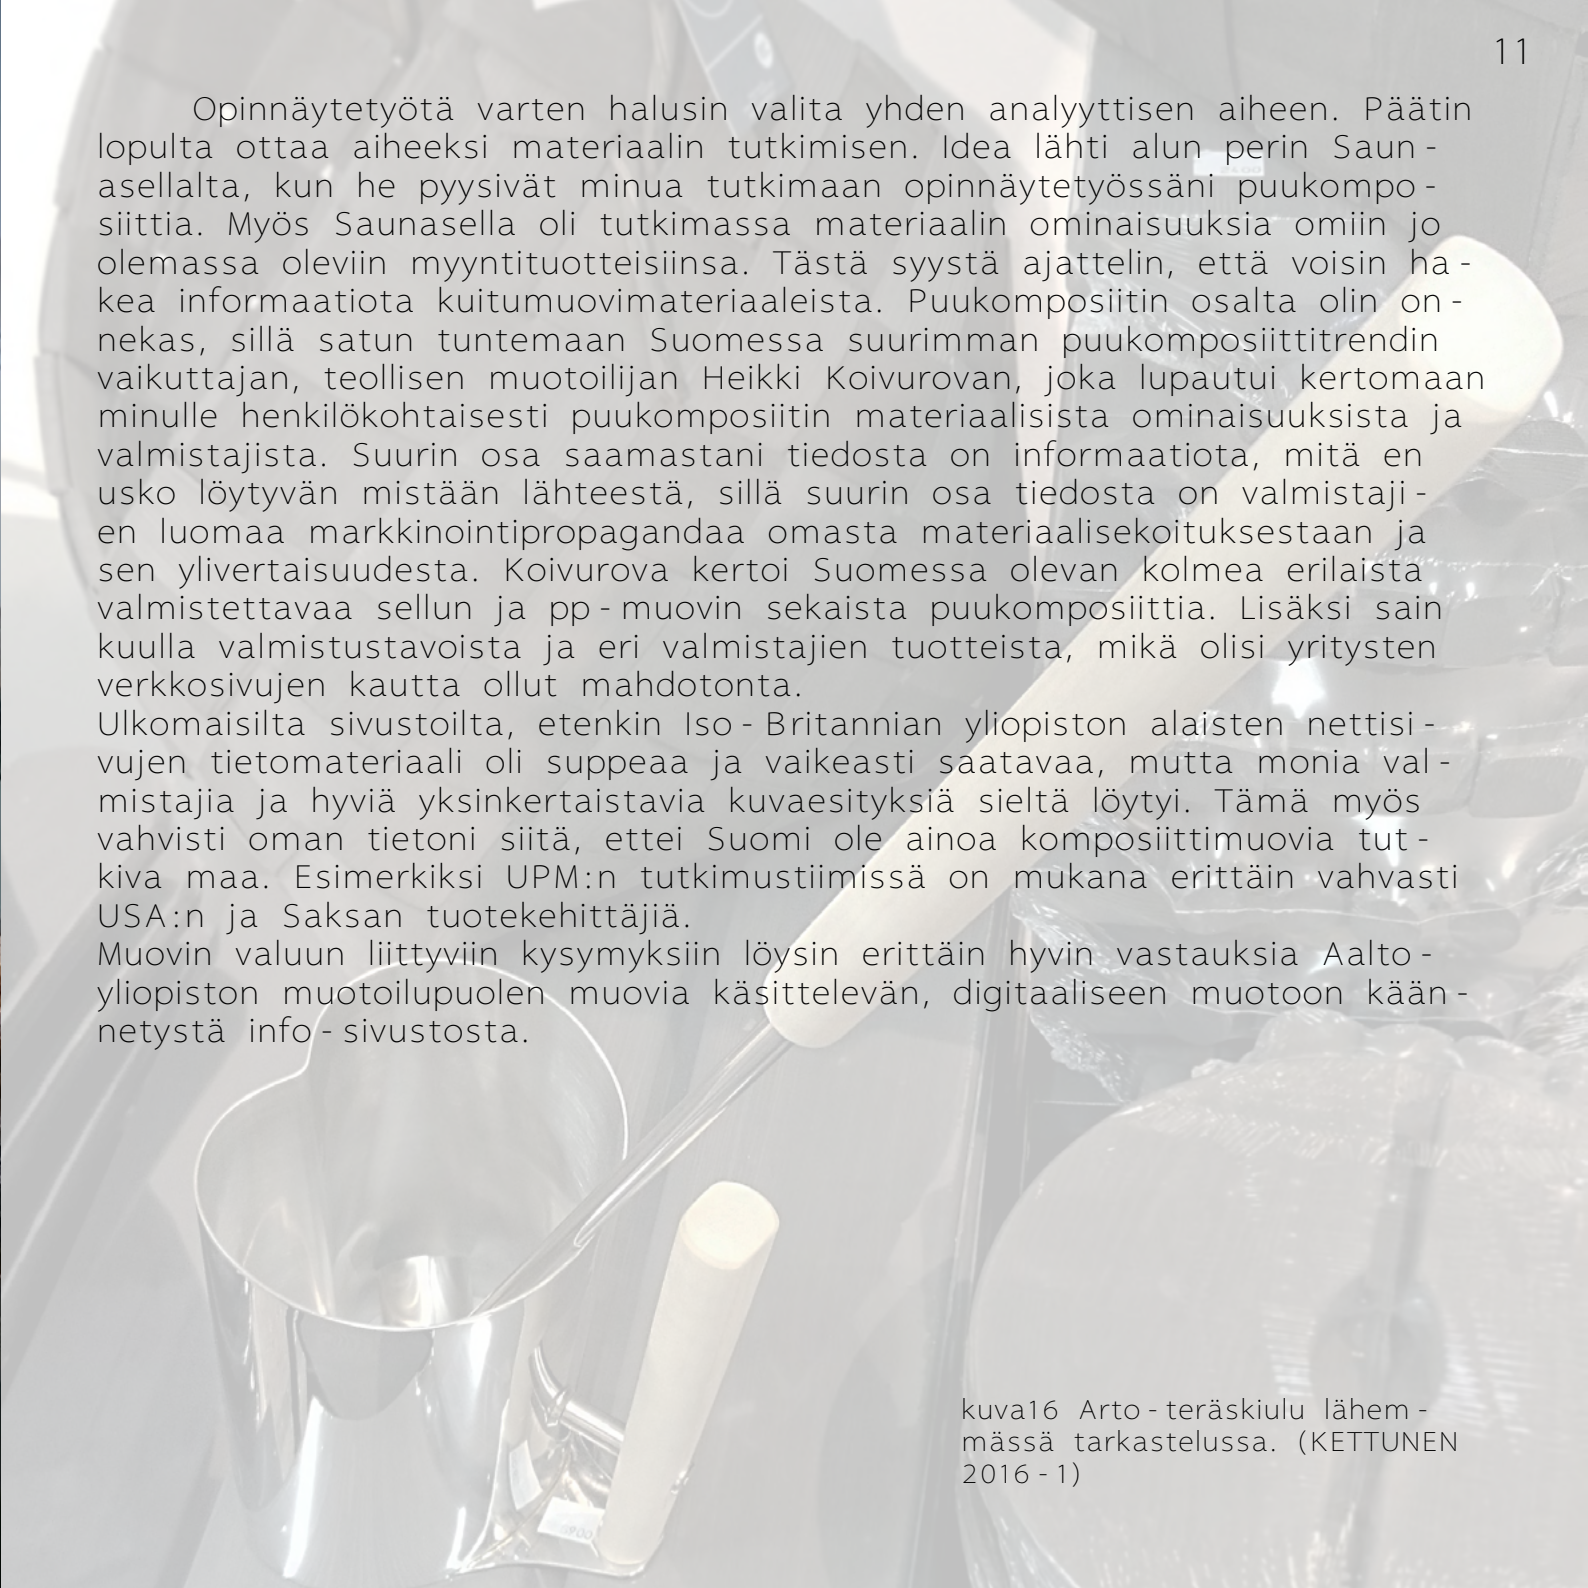 11
Opinnäytetyötä varten halusin valita yhden analyyttisen aiheen. Päätin
lopulta ottaa aiheeksi materiaalin tutkimisen. Idea lähti alun perin Saun-
asellalta, kun he pyysivät minua tutkimaan opinnäytetyössäni puukompo-
siittia. Myös Saunasella oli tutkimassa materiaalin ominaisuuksia omiin jo
olemassa oleviin myyntituotteisiinsa. Tästä syystä ajattelin, että voisin ha-
kea informaatiota kuitumuovimateriaaleista. Puukomposiitin osalta olin on-
nekas, sillä satun tuntemaan Suomessa suurimman puukomposiittitrendin
vaikuttajan, teollisen muotoilijan Heikki Koivurovan, joka lupautui kertomaan
minulle henkilökohtaisesti puukomposiitin materiaalisista ominaisuuksista ja
valmistajista. Suurin osa saamastani tiedosta on informaatiota, mitä en
usko löytyvän mistään lähteestä, sillä suurin osa tiedosta on valmistaji-
en luomaa markkinointipropagandaa omasta materiaalisekoituksestaan ja
sen ylivertaisuudesta. Koivurova kertoi Suomessa olevan kolmea erilaista
valmistettavaa sellun ja pp-muovin sekaista puukomposiittia. Lisäksi sain
kuulla valmistustavoista ja eri valmistajien tuotteista, mikä olisi yritysten
verkkosivujen kautta ollut mahdotonta.
Ulkomaisilta sivustoilta, etenkin Iso-Britannian yliopiston alaisten nettisi-
vujen tietomateriaali oli suppeaa ja vaikeasti saatavaa, mutta monia val-
mistajia ja hyviä yksinkertaistavia kuvaesityksiä sieltä löytyi. Tämä myös
vahvisti oman tietoni siitä, ettei Suomi ole ainoa komposiittimuovia tut-
kiva maa. Esimerkiksi UPM:n tutkimustiimissä on mukana erittäin vahvasti
USA:n ja Saksan tuotekehittäjiä.
Muovin valuun liittyviin kysymyksiin löysin erittäin hyvin vastauksia Aalto-
yliopiston muotoilupuolen muovia käsittelevän, digitaaliseen muotoon kään-
netystä info-sivustosta.
kuva16 Arto-teräskiulu lähem-
mässä tarkastelussa. (KETTUNEN
2016-1)